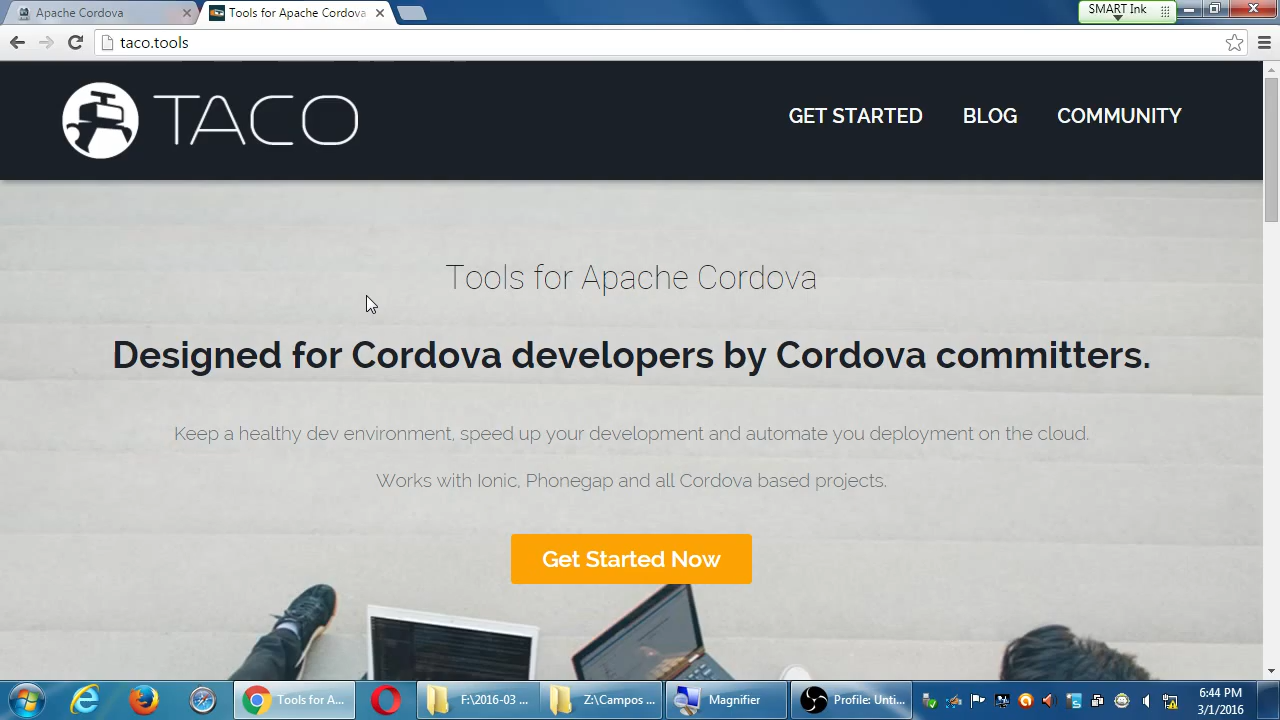 Apache Cordova
Tools for Apache Cordova
SMART Ink
taco.tools
TACO
GET STARTED
BLOG
COMMUNITY
Tools for Apache Cordova
Designed for Cordova developers by Cordova committers.
Keep a healthy dev environment, speed up your development and automate you deployment on the cloud.
Works with Ionic, Phonegap and all Cordova based projects.
Get Started Now
Tools for A...
F:\2016-03
Z:\Campos ...
Magnifier
Profile: Unti...
6:44 PM
3/1/2016